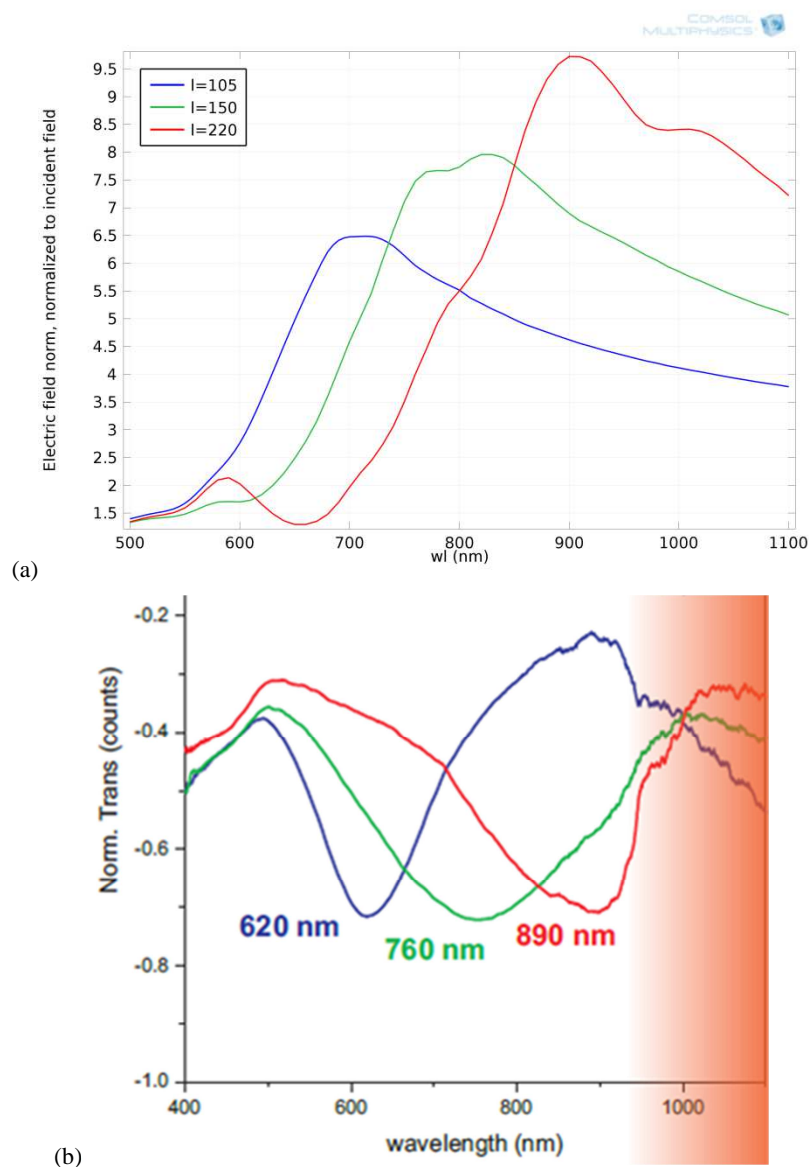 COMSOL
MULTIPHYSICS
Electric field norm, normalized to incident field
9.5
9
8.5
8
7.5
7
6.5
6
5.5
5
4.5
4
3.5
3
2.5
2
1.5
l=105
l=150
l=220
500 600 700 800 900 1000 1100
wl (nm)
(a)
Norm. Trans (counts)
-0.2
-0.4
-0.6
-0.8
-1.0
620 nm
760 nm
890 nm
400 600 800 1000
wavelength (nm)
(b)